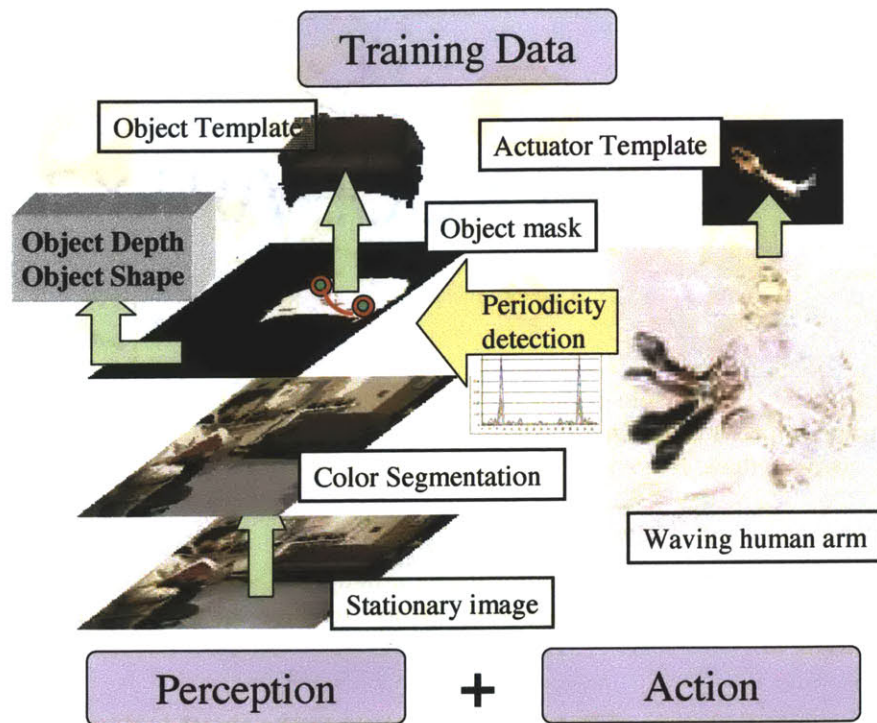 Training Data
Object Template
Actuator Template
Object Depth
Object Shape
Object mask
Periodicity
detection
Color Segmentation
Waving human arm
Stationary image
Perception
+
Action